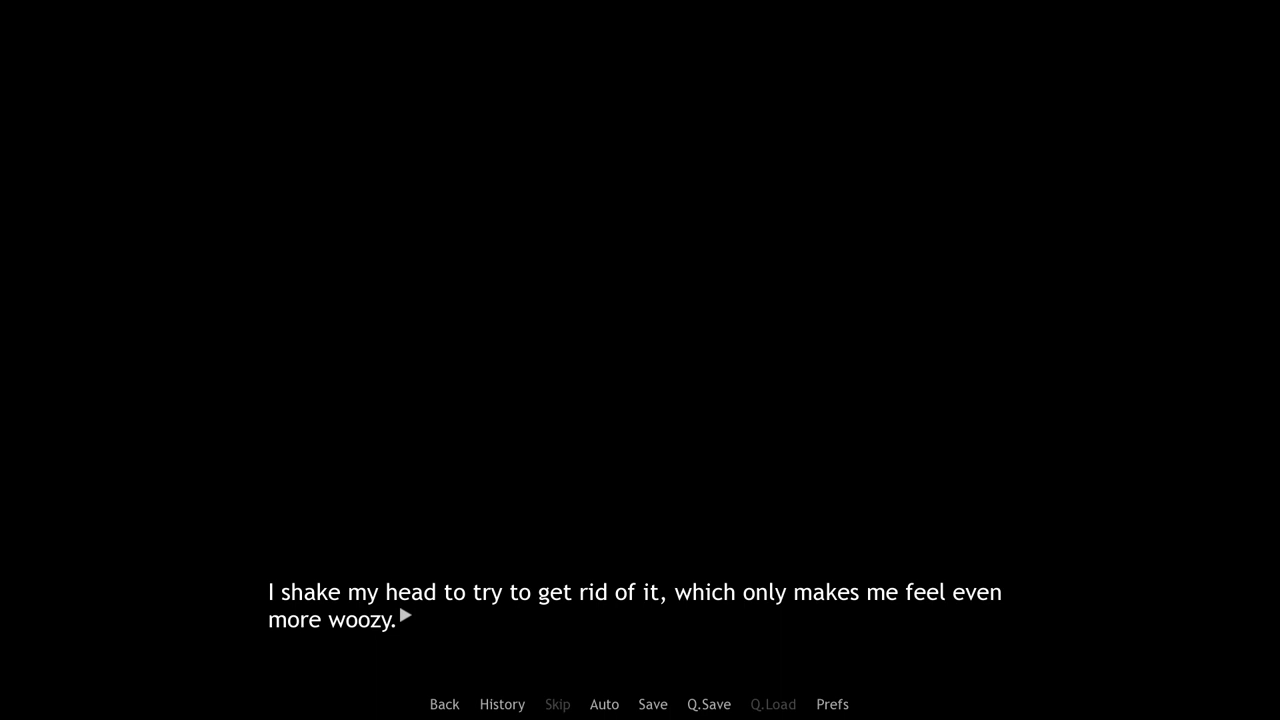 I shake my head to try to get rid of it, which only makes me feel even
more woozy.
Back History Skip Auto Save Q.Save Q.Load Prefs